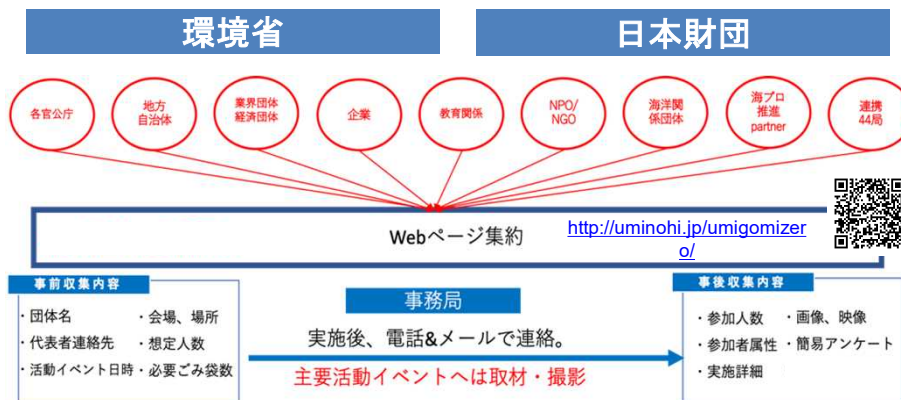 環境省
日本財団
各官公庁
地方
自治体
業界団体
経済団体
企業
教育関係
NPO/
NGO
海洋関
係団体
海プロ
推進
partner
連携
44局
Webページ集約
http://uminohi.jp/umigomizer
o/
事前収集内容
・団体名
・会場、場所
・代表者連絡先
・想定人数
・活動イベント日時
・必要ごみ袋数
事務局
実施後、電話&メールで連絡。
主要活動イベントへは取材・撮影
事後収集内容
・参加人数
・画像、映像
・参加者属性
・簡易アンケート
・実施詳細